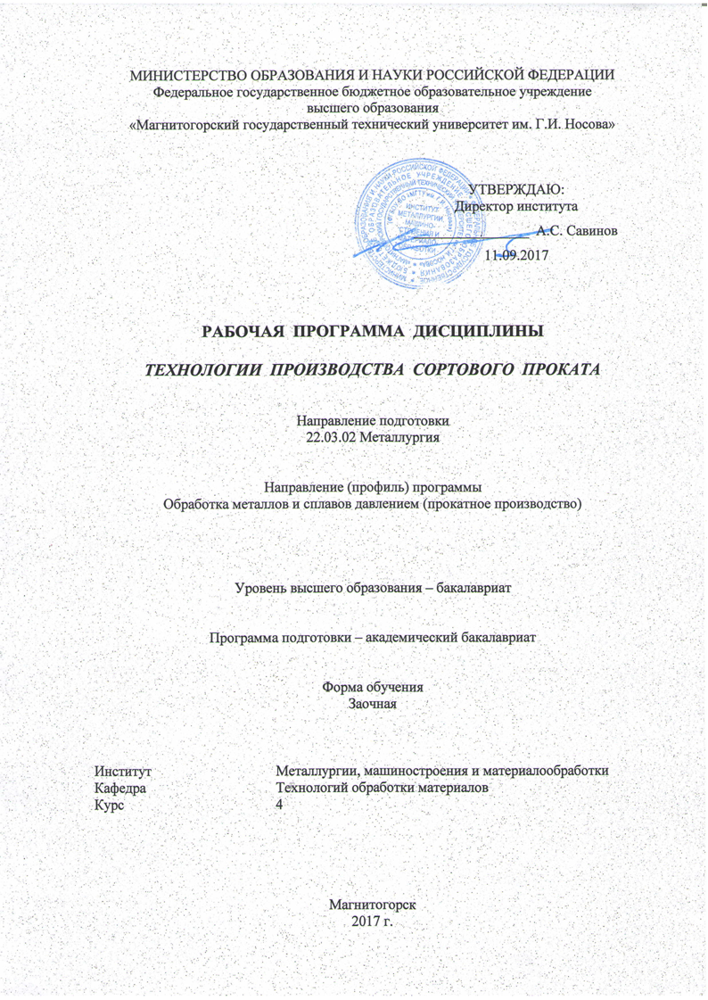 МИНИСТЕРСТВО ОБРАЗОВАНИЯ И НАУКИ РОССИЙСКОЙ ФЕДЕРАЦИИ
Федеральное государственное бюджетное образовательное учреждение
высшего образования
«Магнитогорский государственный технический университет им. Г.И. Носова»
УТВЕРЖДАЮ:
Директор института
А.С. Савинов
11.09.2017
ИНСТИТУТ
МЕТАЛЛУРГИИ,
МАШИНО-
СТРОЕНИЯ И
МАТЕРИАЛО-
ОБРАБОТКИ
РАБОЧАЯ ПРОГРАММА ДИСЦИПЛИНЫ
ТЕХНОЛОГИИ ПРОИЗВОДСТВА СОРТОВОГО ПРОКАТА
Направление подготовки
22.03.02 Металлургия
Направление (профиль) программы
Обработка металлов и сплавов давлением (прокатное производство)
Уровень высшего образования – бакалавриат
Программа подготовки – академический бакалавриат
Форма обучения
Заочная
Институт Металлургии, машиностроения и материалообработки
Кафедра Технологий обработки материалов
Курс 4
Магнитогорск
2017 г.